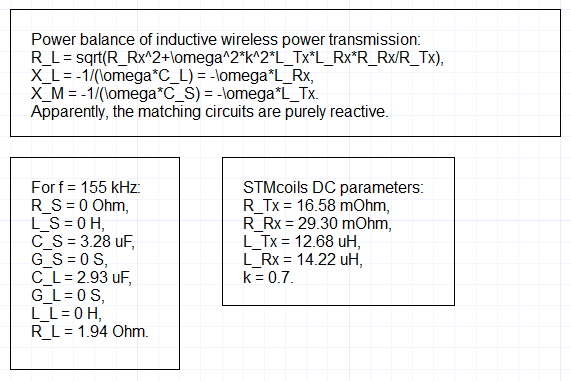 Power balance of inductive wireless power transmission:
R_L = sqrt(R_Rx^2+\omega^2*k^2*L_Tx*L_Rx*R_Rx/R_Tx),
X_L = -1/(\omega*C_L) = -\omega*L_Rx,
X_M = -1/(\omega*C_S) = -\omega*L_Tx.
Apparently, the matching circuits are purely reactive.
For f = 155 kHz:
R_S = 0 Ohm,
L_S = 0 H,
C_S = 3.28 uF,
G_S = 0 S,
C_L = 2.93 uF,
G_L = 0 S,
L_L = 0 H,
R_L = 1.94 Ohm.
STMcoils DC parameters:
R_Tx = 16.58 mOhm,
R_Rx = 29.30 mOhm,
L_Tx = 12.68 uH,
L_Rx = 14.22 uH,
k = 0.7.